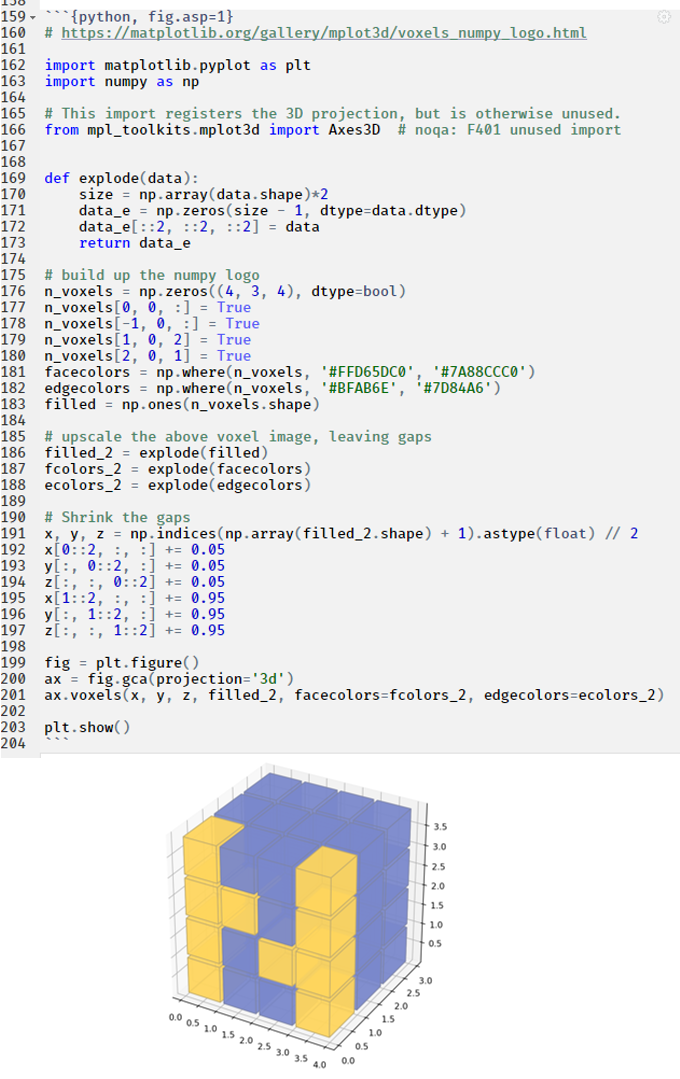 158
159 ```{python, fig.asp=1}
160 # https://matplotlib.org/gallery/mplot3d/voxels_numpy_logo.html
161
162 import matplotlib.pyplot as plt
163 import numpy as np
164
165 # This import registers the 3D projection, but is otherwise unused.
166 from mpl_toolkits.mplot3d import Axes3D  # noqa: F401 unused import
167
168
169 def explode(data):
170     size = np.array(data.shape)*2
171     data_e = np.zeros(size - 1, dtype=data.dtype)
172     data_e[::2, ::2, ::2] = data
173     return data_e
174
175 # build up the numpy logo
176 n_voxels = np.zeros((4, 3, 4), dtype=bool)
177 n_voxels[0, 0, :] = True
178 n_voxels[-1, 0, :] = True
179 n_voxels[1, 0, 2] = True
180 n_voxels[2, 0, 1] = True
181 facecolors = np.where(n_voxels, '#FFD65DC0', '#7A88CCC0')
182 edgecolors = np.where(n_voxels, '#BFAB6E', '#7D84A6')
183 filled = np.ones(n_voxels.shape)
184
185 # upscale the above voxel image, leaving gaps
186 filled_2 = explode(filled)
187 fcolors_2 = explode(facecolors)
188 ecolors_2 = explode(edgecolors)
189
190 # Shrink the gaps
191 x, y, z = np.indices(np.array(filled_2.shape) + 1).astype(float) // 2
192 x[0::2, :, :] += 0.05
193 y[:, 0::2, :] += 0.05
194 z[:, :, 0::2] += 0.05
195 x[1::2, :, :] += 0.95
196 y[:, 1::2, :] += 0.95
197 z[:, :, 1::2] += 0.95
198
199 fig = plt.figure()
200 ax = fig.gca(projection='3d')
201 ax.voxels(x, y, z, filled_2, facecolors=fcolors_2, edgecolors=ecolors_2)
202
203 plt.show()
204 ```
3.5
3.0
2.5
2.0
1.5
1.0
0.5
0.0 0.5 1.0 1.5 2.0 2.5 3.0 3.5 4.0
0.0 0.5 1.0 1.5 2.0 2.5 3.0